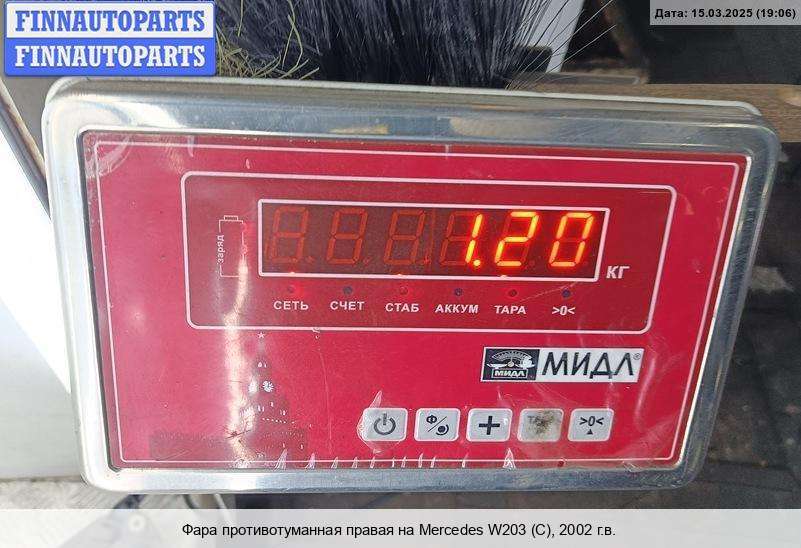 FINNAUTOPARTS
FINNAUTOPARTS
Дата: 15.03.2025 (19:06)
заряд
1.20
КГ
СЕТЬ СЧЕТ СТАБ АККУМ ТАРА >0<
МИДЛ МИДЛ®
Ф >0<
Фара противотуманная правая на Mercedes W203 (C), 2002 г.в.